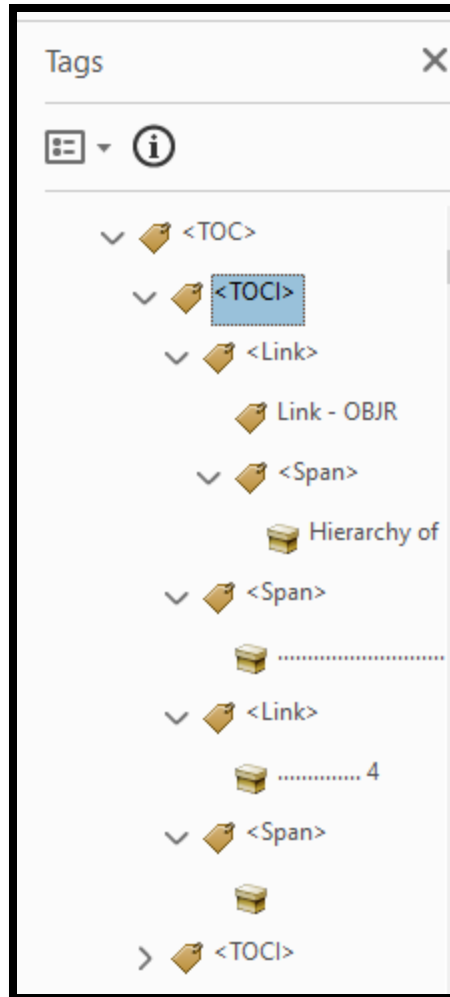 Tags
<TOC>
<TOCI>
<Link>
Link - OBJR
<Span>
Hierarchy of
<Span>
............................
<Link>
.............. 4
<Span>
<TOCI>